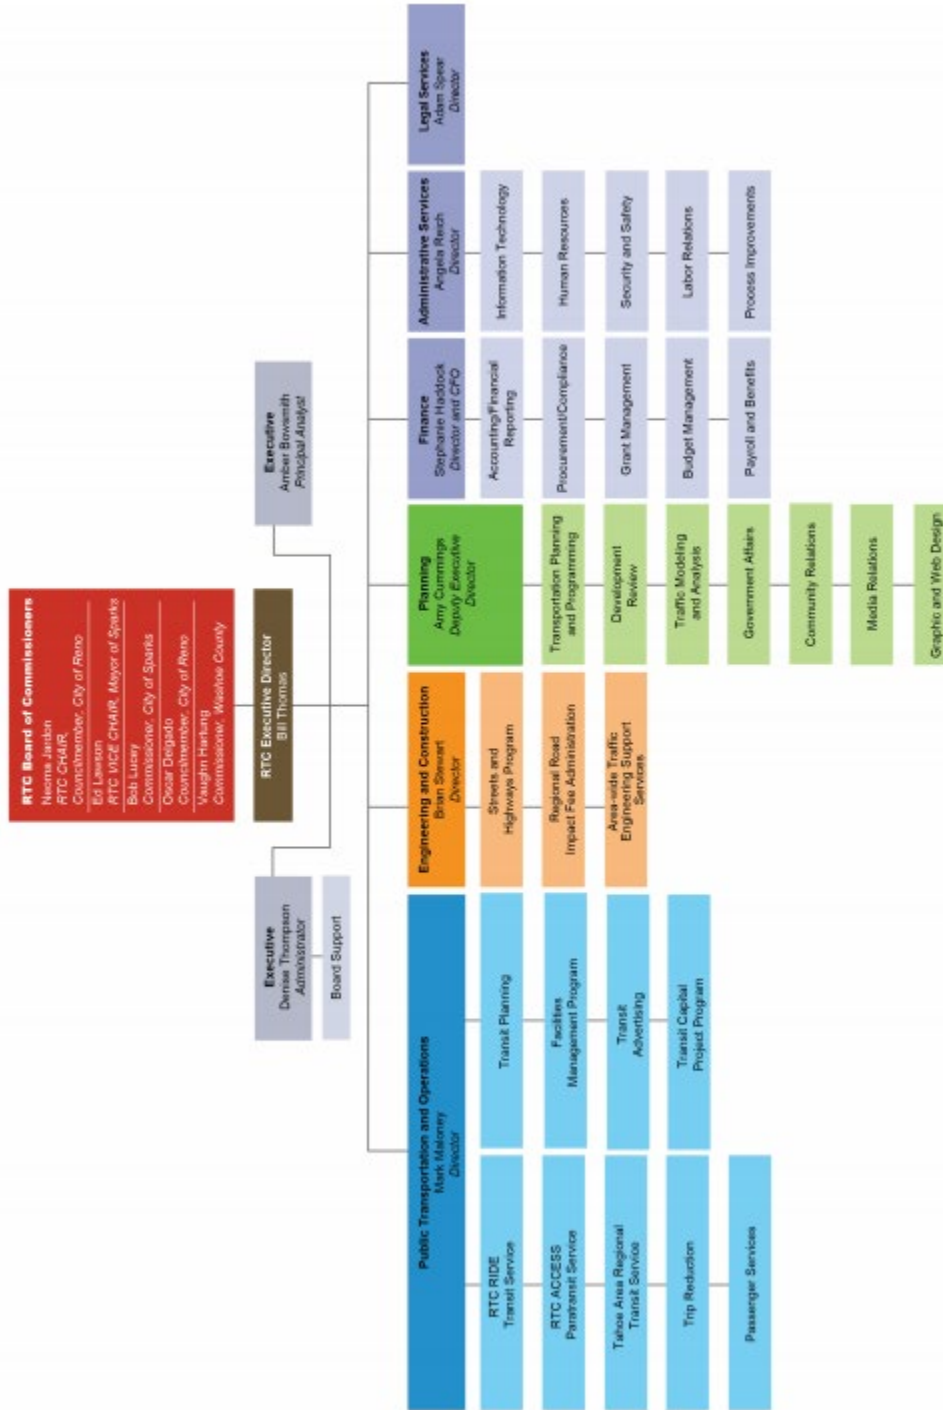 RTC Board of Commissioners
Neoma Jardon
RTC CHAIR,
Councilmember, City of Reno
Ed Lawson
RTC VICE CHAIR, Mayor of Sparks
Bob Lucey
Commissioner, City of Sparks
Oscar Delgado
Councilmember, City of Reno
Vaughn Hartung
Commissioner, Washoe County
RTC Executive Director
Bill Thomas
Executive
Denise Thompson
Administrator
Board Support
Executive
Amber Bowsmith
Principal Analyst
Public Transportation and Operations
Mark Maloney
Director
RTC RIDE
Transit Service
RTC ACCESS
Paratransit Service
Tahoe Area Regional
Transit Service
Trip Reduction
Passenger Services
Transit Planning
Facilities
Management Program
Transit
Advertising
Transit Capital
Project Program
Engineering and Construction
Brian Stewart
Director
Streets and
Highways Program
Regional Road
Impact Fee Administration
Area-wide Traffic
Engineering Support
Services
Planning
Amy Cummings
Deputy Executive
Director
Transportation Planning
and Programming
Development
Review
Traffic Modeling
and Analysis
Government Affairs
Community Relations
Media Relations
Graphic and Web Design
Finance
Stephanie Haddock
Director and CFO
Accounting/Financial
Reporting
Procurement/Compliance
Grant Management
Budget Management
Payroll and Benefits
Administrative Services
Angela Reich
Director
Information Technology
Human Resources
Security and Safety
Labor Relations
Process Improvements
Legal Services
Adam Spear
Director